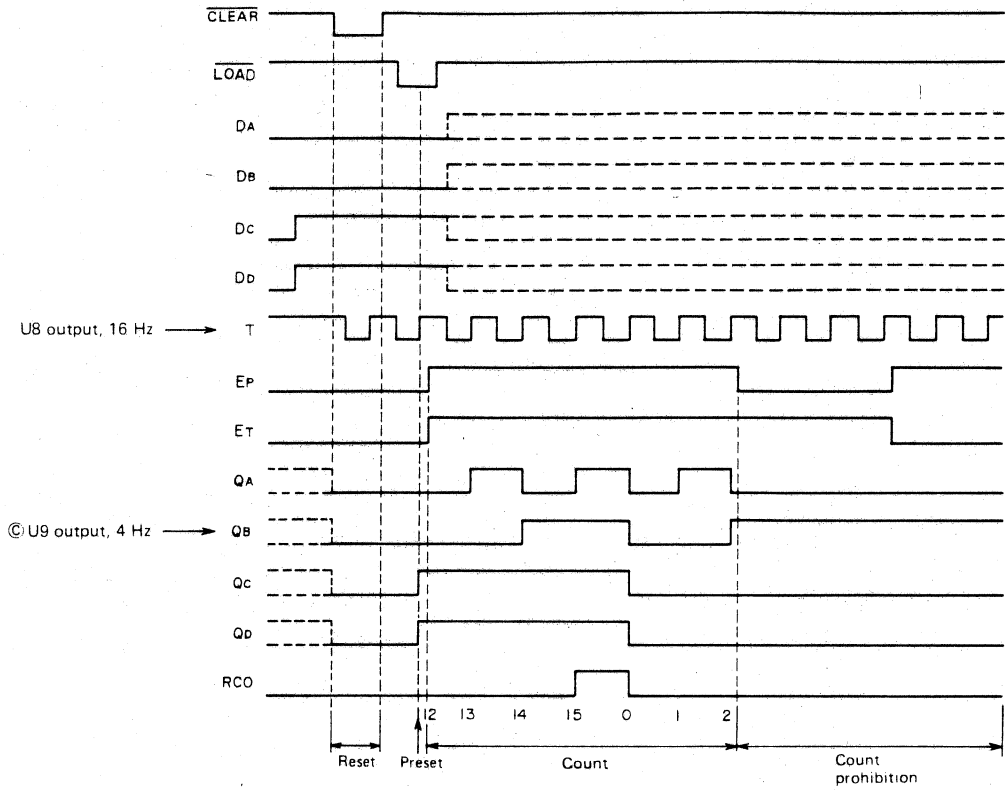 CLEAR
LOAD
DA
DB
DC
DD
U8 output, 16 Hz T
EP
ET
QA
Ⓒ U9 output, 4 Hz QB
QC
QD
RCO
12 13 14 15 0 1 2
Reset Preset Count Count
prohibition